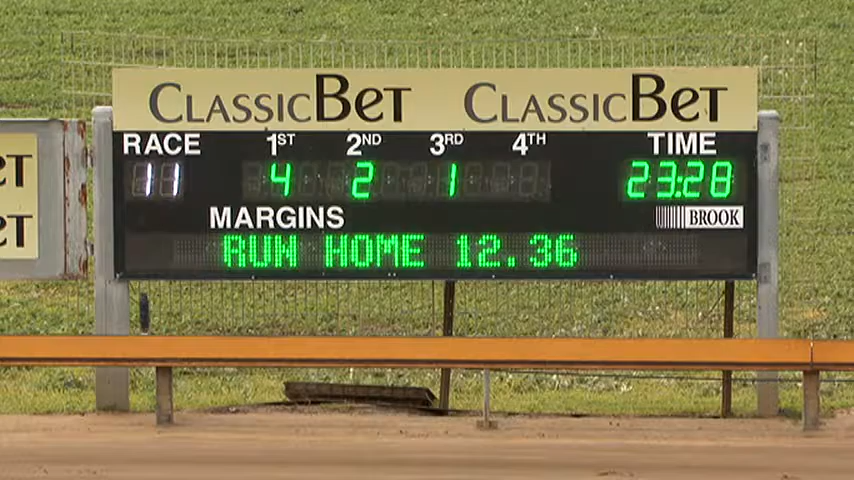 CLASSICBET CLASSICBET
RACE 1ST 2ND 3RD 4TH TIME
11 4 2 1 23:28
MARGINS BROOK
RUN HOME 12.36